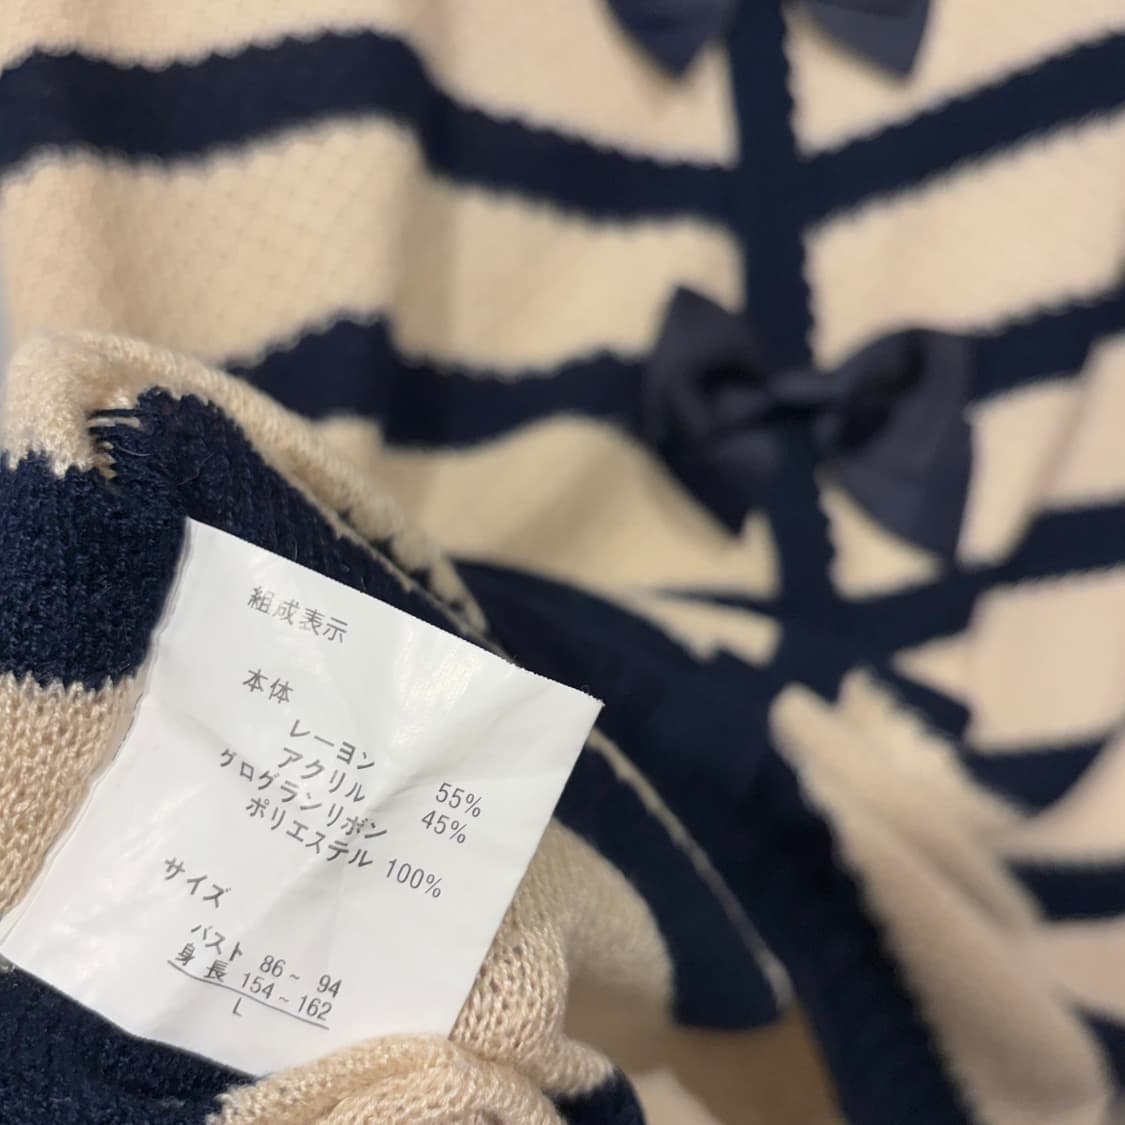 組成表示
本体
レーヨン 55%
アクリル 45%
グログランリボン
ポリエステル 100%
サイズ
バスト 86~ 94
身長 154~162
L